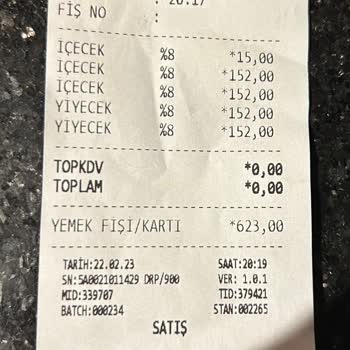 : 20:17
FİŞ NO :
İÇECEK %8 *15,00
İÇECEK %8 *152,00
İÇECEK %8 *152,00
YİYECEK %8 *152,00
YİYECEK %8 *152,00
TOPKDV *0,00
TOPLAM *0,00
YEMEK FİŞİ/KARTI *623,00
TARİH:22.02.23 SAAT:20:19
SN:5A0021011429 DRP/900 VER: 1.0.1
MID:339707 TID:379421
BATCH:000234 STAN:002265
SATIŞ